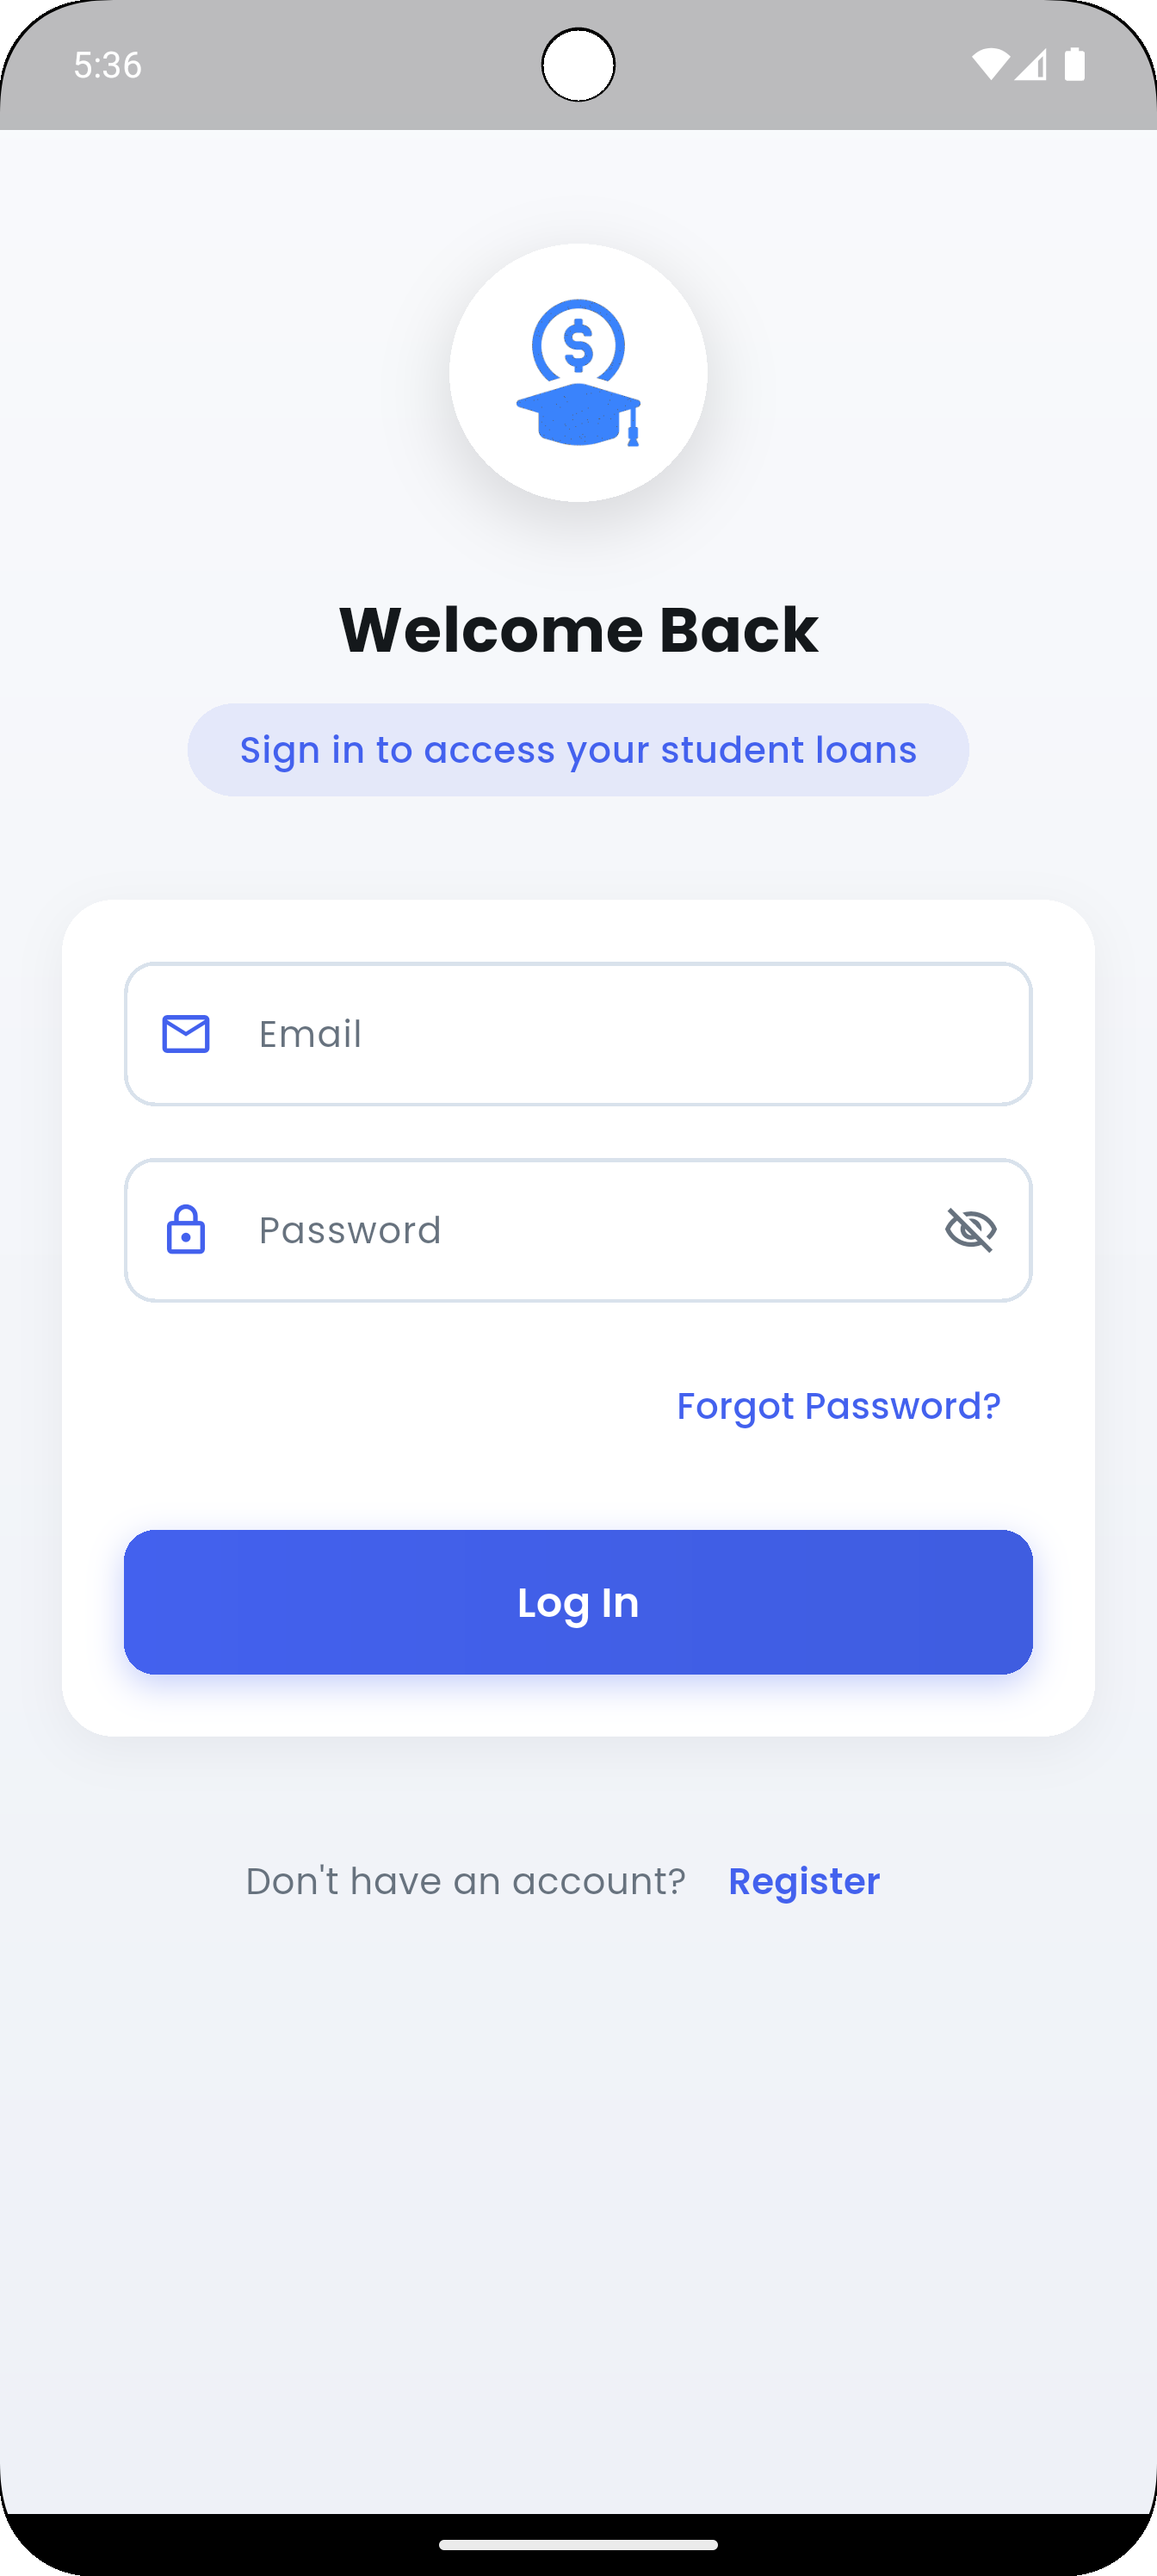 5:36
$
Welcome Back
Sign in to access your student loans
Email
Password
Forgot Password?
Log In
Don't have an account? Register